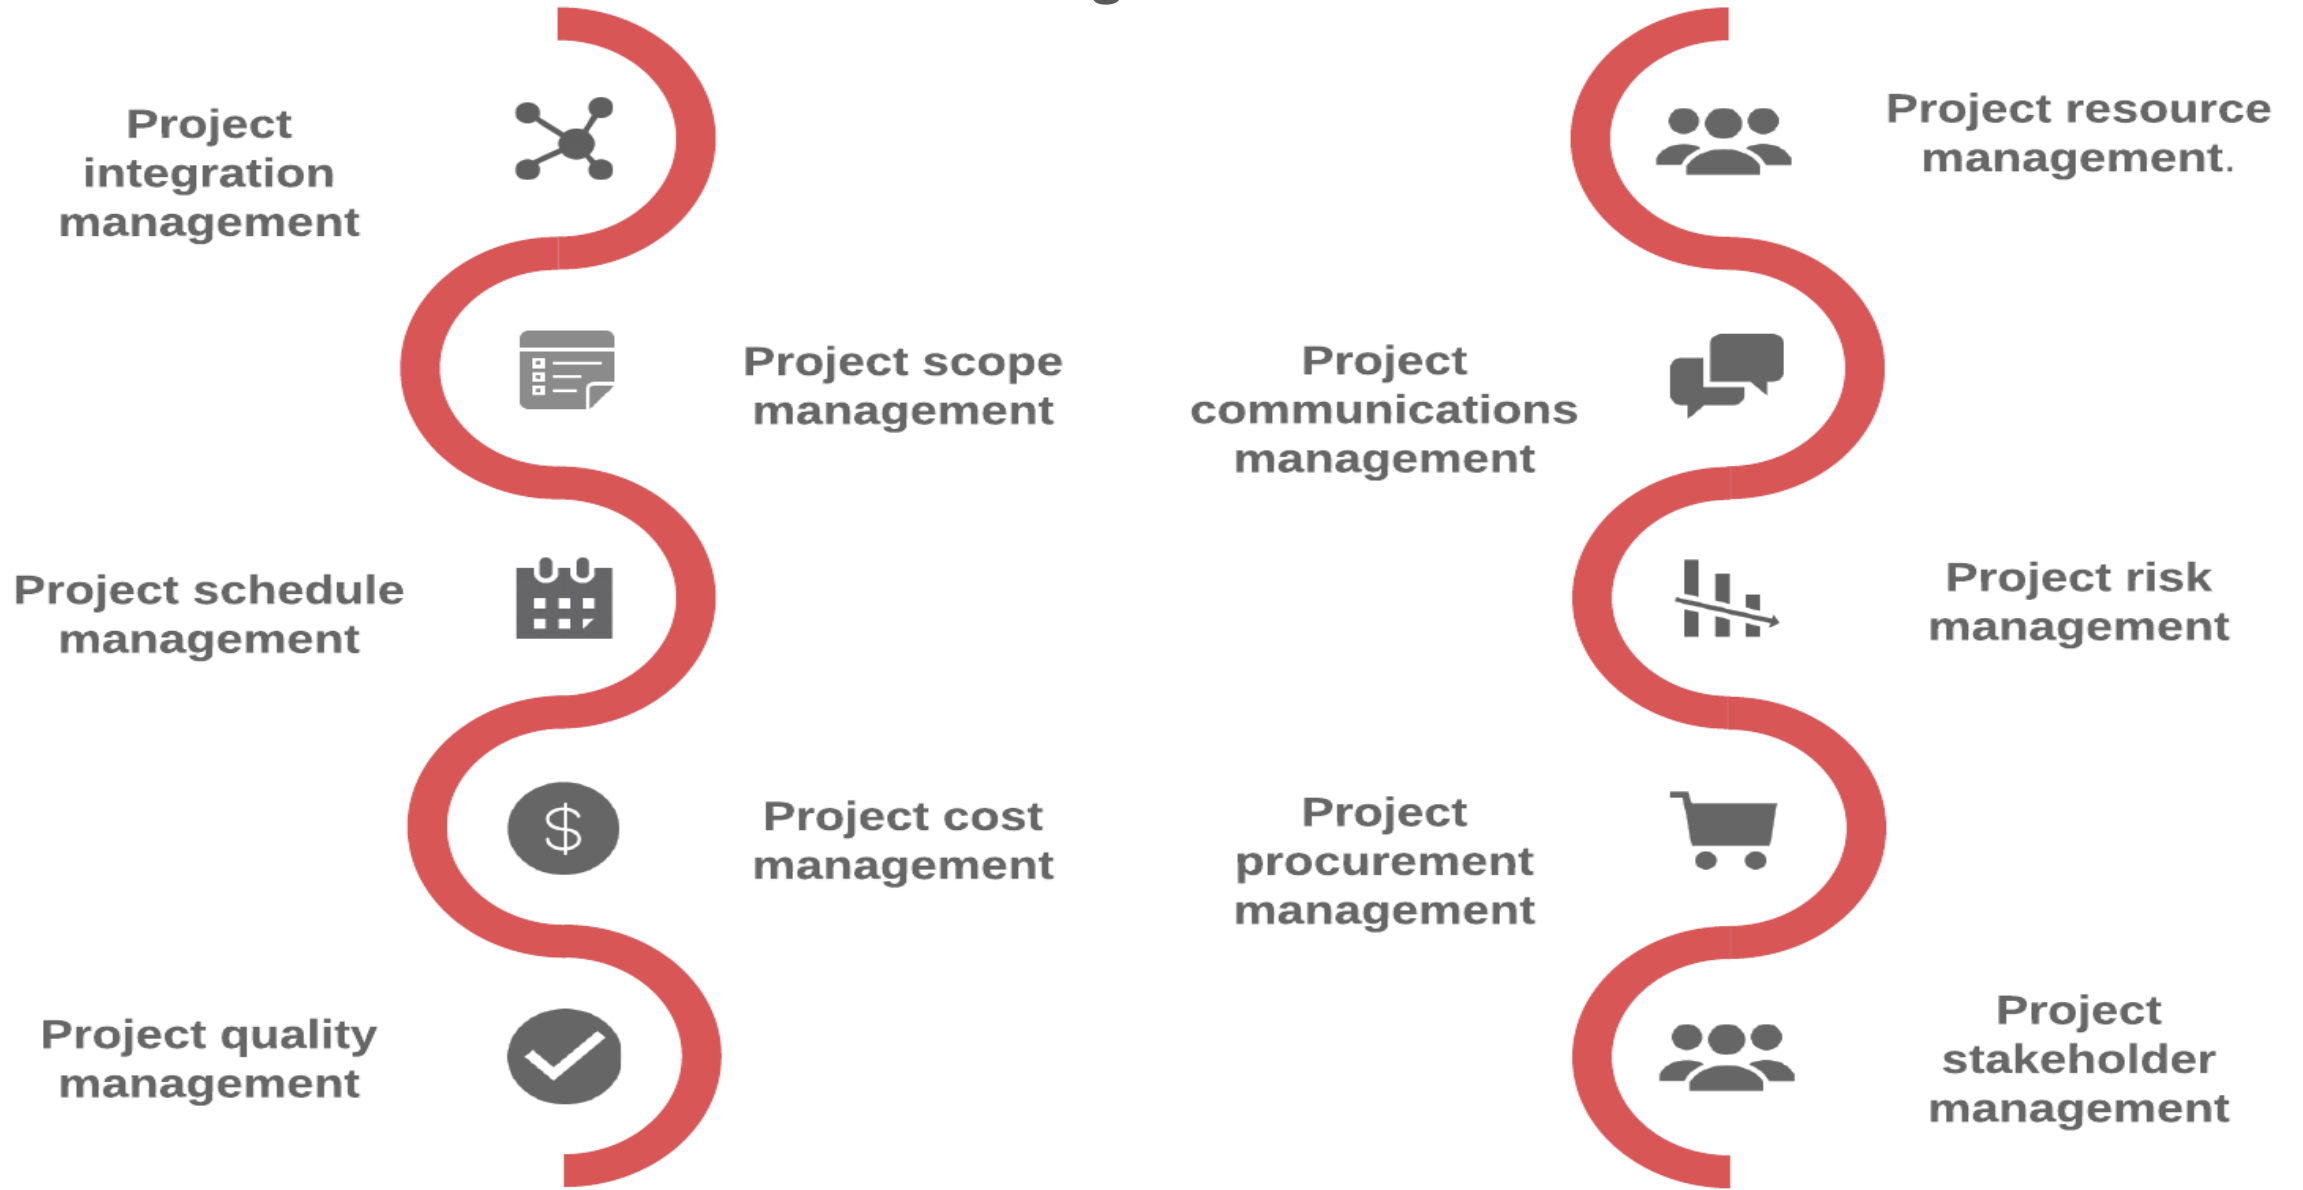 Project
integration
management
Project scope
management
Project schedule
management
$
Project cost
management
Project quality
management
Project resource
management.
Project
communications
management
Project risk
management
Project
procurement
management
Project
stakeholder
management